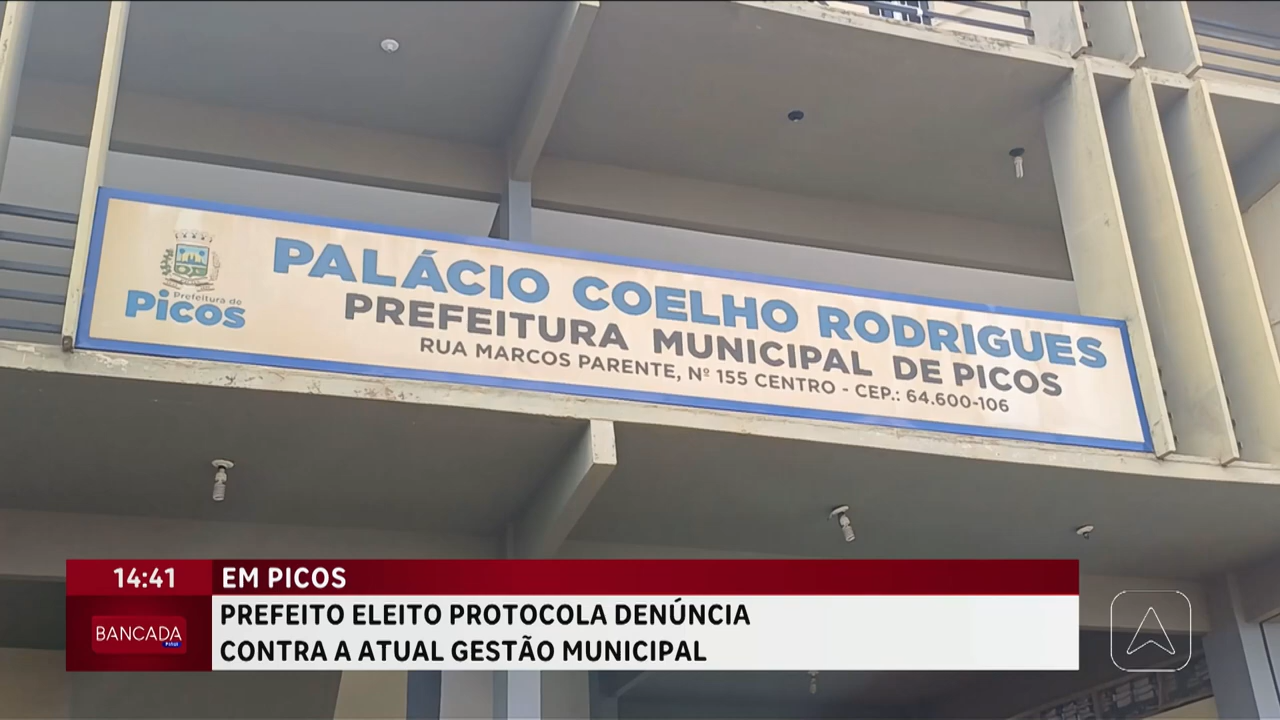 Prefeitura de
Picos
PALÁCIO COELHO RODRIGUES
PREFEITURA MUNICIPAL DE PICOS
RUA MARCOS PARENTE, Nº 155 CENTRO - CEP.: 64.600-106
14:41
EM PICOS
BANCADA
PREFEITO ELEITO PROTOCOLA DENÚNCIA
CONTRA A ATUAL GESTÃO MUNICIPAL